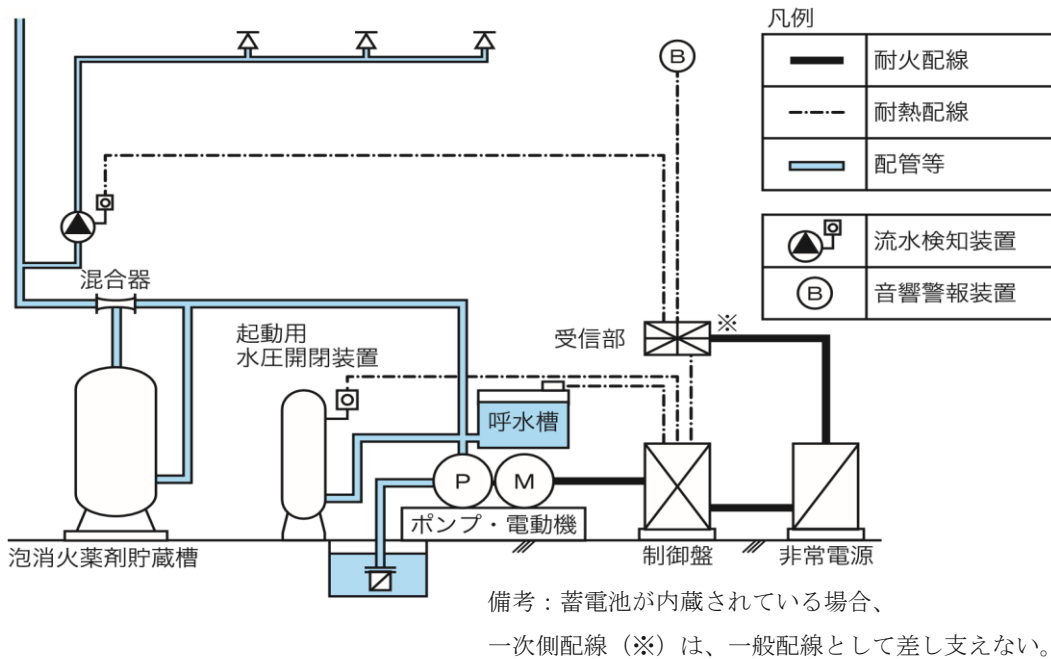 凡例
耐火配線
耐熱配線
配管等
流水検知装置
B
音響警報装置
B
混合器
起動用
水圧開閉装置
受信部
※
呼水槽
P
M
ポンプ・電動機
泡消火薬剤貯蔵槽
制御盤
非常電源
備考：蓄電池が内蔵されている場合、
一次側配線（※）は、一般配線として差し支えない。